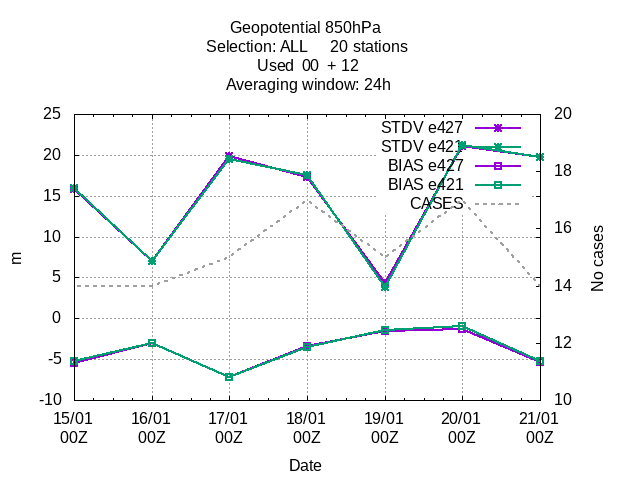 Geopotential 850hPa
Selection: ALL     20 stations
Used  00  + 12
Averaging window: 24h
STDV e427
STDV e421
BIAS e427
BIAS e421
CASES
25
20
15
10
5
0
-5
-10
m
20
18
16
14
12
10
No cases
15/01 16/01 17/01 18/01 19/01 20/01 21/01
00Z 00Z 00Z 00Z 00Z 00Z 00Z
Date